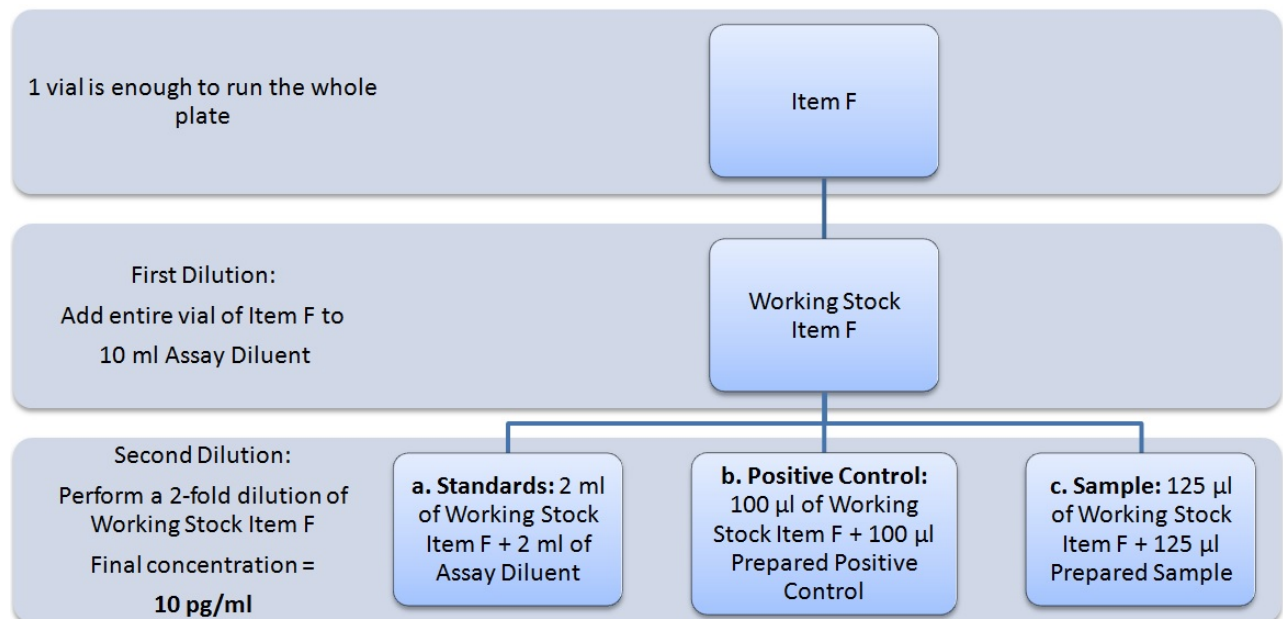 1 vial is enough to run the whole
plate
Item F
First Dilution:
Add entire vial of Item F to
10 ml Assay Diluent
Working Stock
Item F
Second Dilution:
Perform a 2-fold dilution of
Working Stock Item F
Final concentration =
10 pg/ml
a. Standards: 2 ml
of Working Stock
Item F + 2 ml of
Assay Diluent
b. Positive Control:
100 µl of Working
Stock Item F + 100 µl
Prepared Positive
Control
c. Sample: 125 µl
of Working Stock
Item F + 125 µl
Prepared Sample